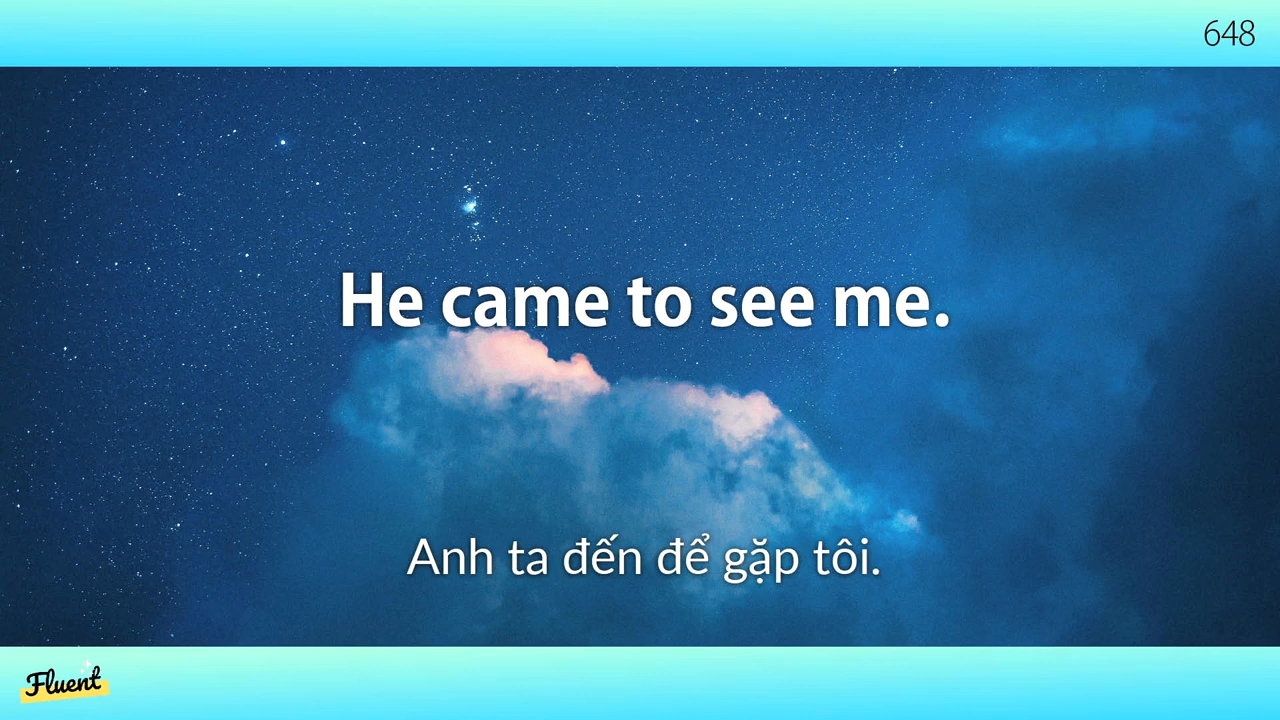 648
He came to see me.
Anh ta đến để gặp tôi.
Fluent